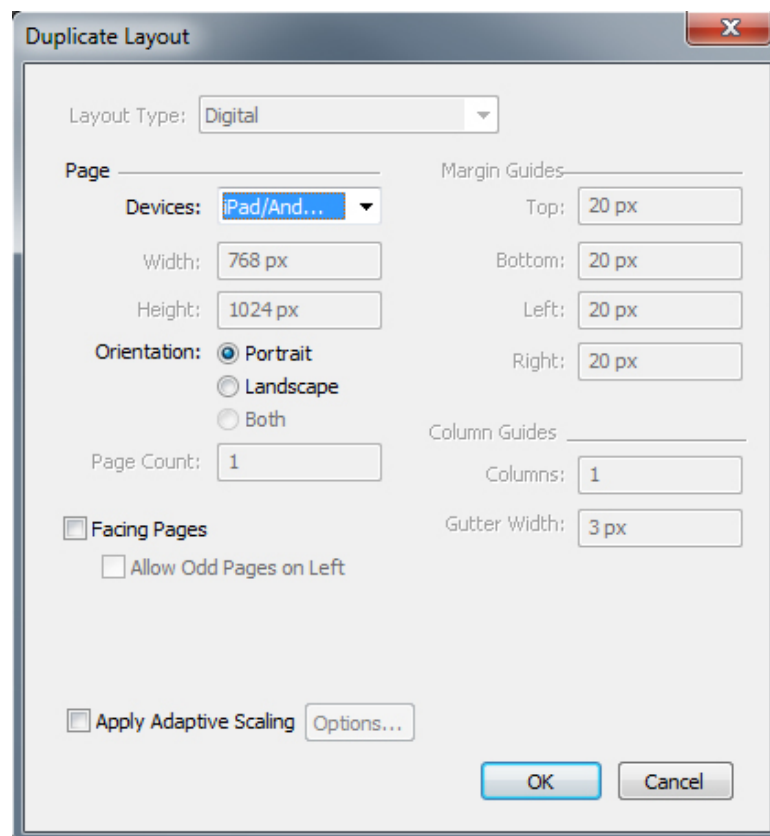 Duplicate Layout
Layout Type: Digital
Page
Devices: iPad/And...
Width: 768 px
Height: 1024 px
Orientation: Portrait
Landscape
Both
Page Count: 1
Facing Pages
Allow Odd Pages on Left
Margin Guides
Top: 20 px
Bottom: 20 px
Left: 20 px
Right: 20 px
Column Guides
Columns: 1
Gutter Width: 3 px
Apply Adaptive Scaling Options...
OK Cancel